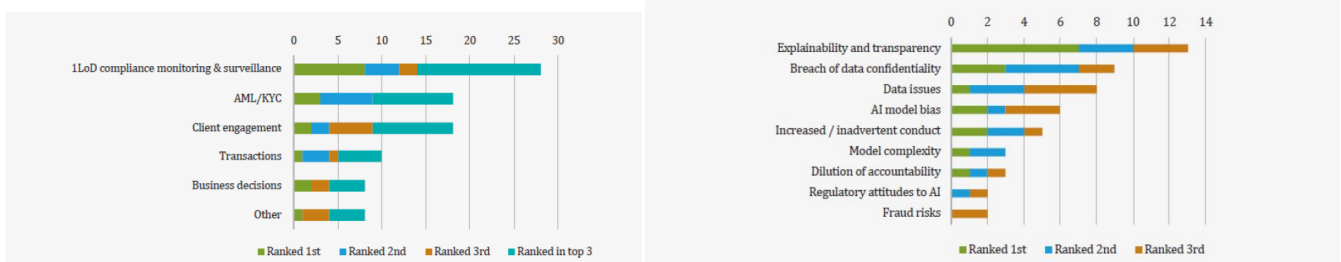 0 5 10 15 20 25 30
1LoD compliance monitoring & surveillance
AML/KYC
Client engagement
Transactions
Business decisions
Other
Ranked 1st Ranked 2nd Ranked 3rd Ranked in top 3
0 2 4 6 8 10 12 14
Explainability and transparency
Breach of data confidentiality
Data issues
AI model bias
Increased / inadvertent conduct
Model complexity
Dilution of accountability
Regulatory attitudes to AI
Fraud risks
Ranked 1st Ranked 2nd Ranked 3rd